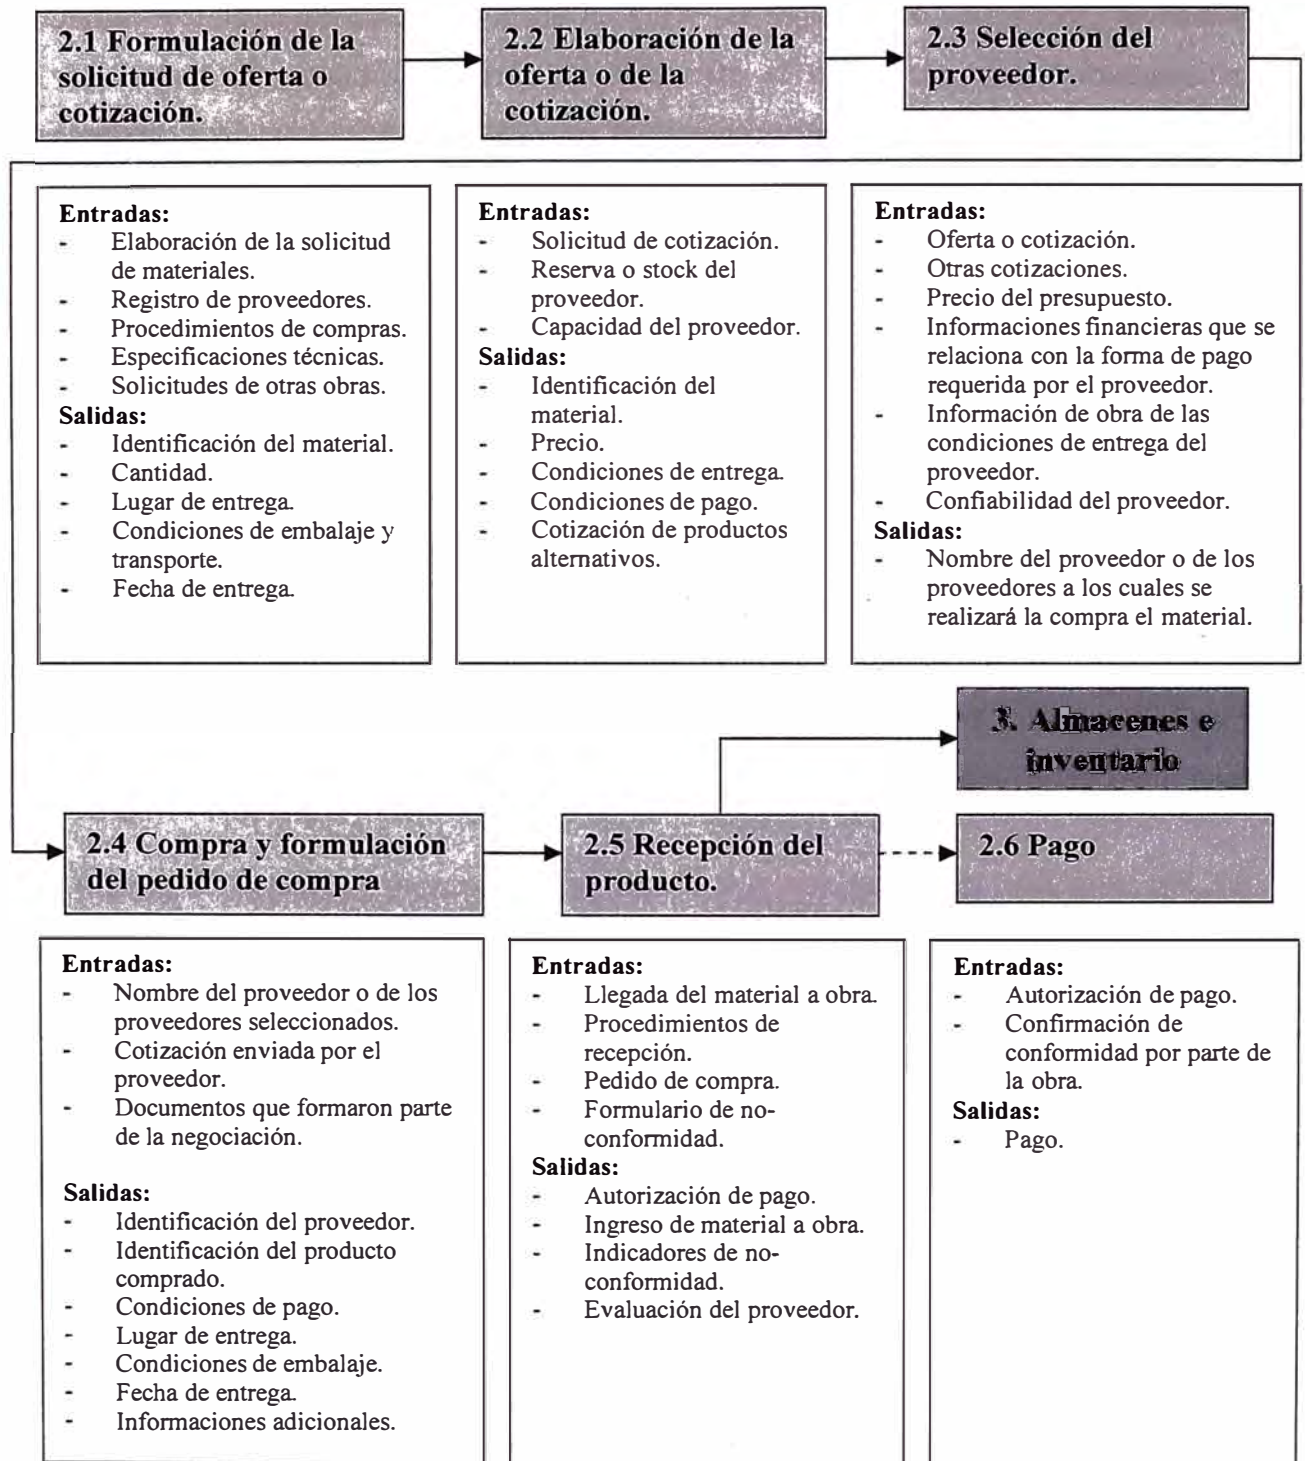 2.1 Formulación de la
solicitud de oferta o
cotización.
2.2 Elaboración de la
oferta o de la
cotización.
2.3 Selección del
proveedor.
Entradas:
- Elaboración de la solicitud
de materiales.
- Registro de proveedores.
- Procedimientos de compras.
- Especificaciones técnicas.
- Solicitudes de otras obras.
Salidas:
- Identificación del material.
- Cantidad.
- Lugar de entrega.
- Condiciones de embalaje y
transporte.
- Fecha de entrega.
Entradas:
- Solicitud de cotización.
- Reserva o stock del
proveedor.
- Capacidad del proveedor.
Salidas:
- Identificación del
material.
- Precio.
- Condiciones de entrega.
- Condiciones de pago.
- Cotización de productos
alternativos.
Entradas:
- Oferta o cotización.
- Otras cotizaciones.
- Precio del presupuesto.
- Informaciones financieras que se
relaciona con la forma de pago
requerida por el proveedor.
- Información de obra de las
condiciones de entrega del
proveedor.
- Confiabilidad del proveedor.
Salidas:
- Nombre del proveedor o de los
proveedores a los cuales se
realizará la compra el material.
3. Almacenes e
inventario
2.4 Compra y formulación
del pedido de compra
2.5 Recepción del
producto.
2.6 Pago
Entradas:
- Nombre del proveedor o de los
proveedores seleccionados.
- Cotización enviada por el
proveedor.
- Documentos que formaron parte
de la negociación.
Salidas:
- Identificación del proveedor.
- Identificación del producto
comprado.
- Condiciones de pago.
- Lugar de entrega.
- Condiciones de embalaje.
- Fecha de entrega.
- Informaciones adicionales.
Entradas:
- Llegada del material a obra.
- Procedimientos de
recepción.
- Pedido de compra.
- Formulario de no-
conformidad.
Salidas:
- Autorización de pago.
- Ingreso de material a obra.
- Indicadores de no-
conformidad.
- Evaluación del proveedor.
Entradas:
- Autorización de pago.
- Confirmación de
conformidad por parte de
la obra.
Salidas:
- Pago.